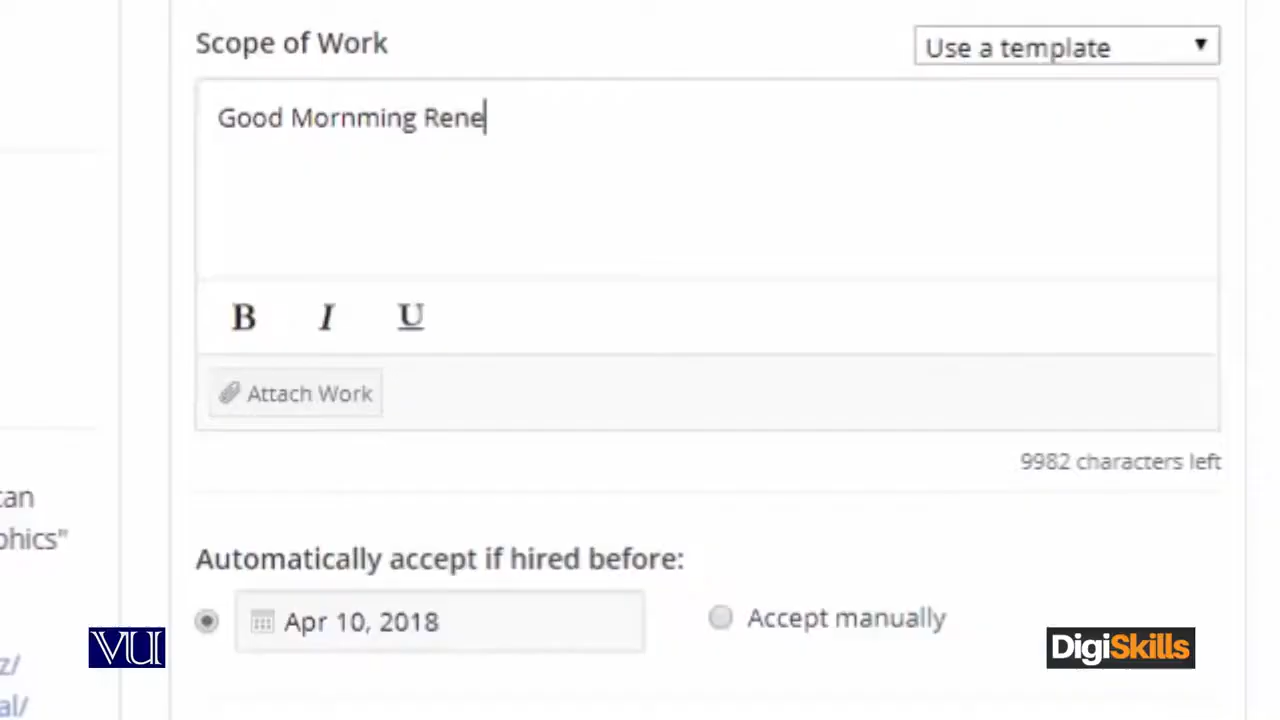 Scope of Work
Use a template
Good Mornming Rene
B I U
Attach Work
9982 characters left
phics"
Automatically accept if hired before:
Apr 10, 2018
Accept manually
VU
DigiSkills
z/
al/